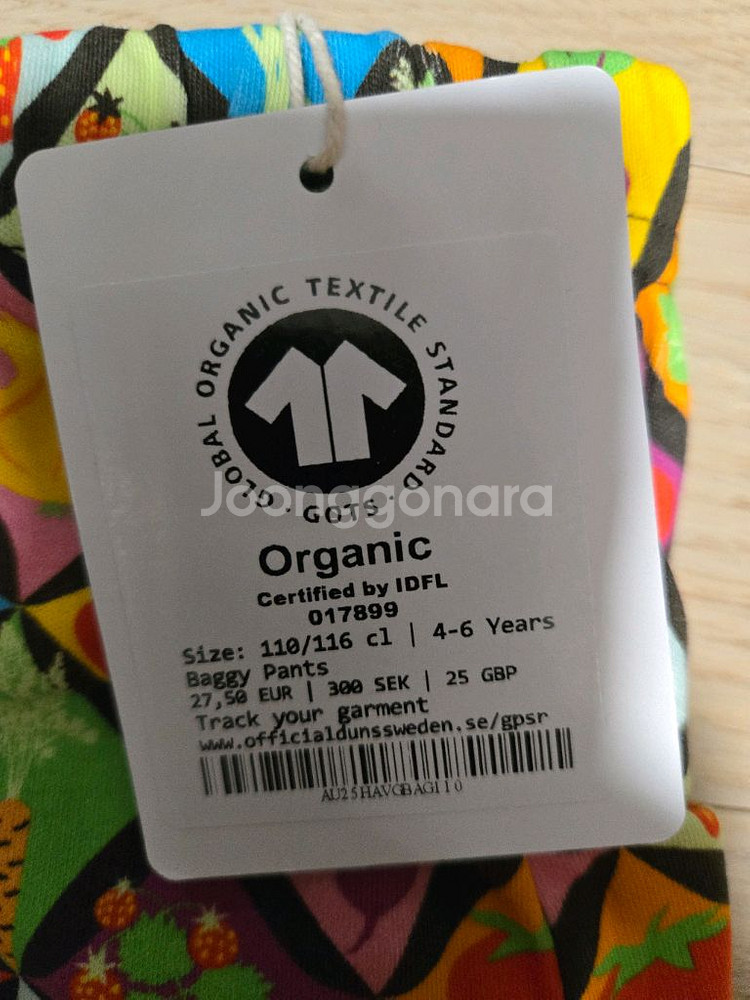 GLOBAL ORGANIC TEXTILE STANDARD · GOTS ·
Joonggonara
Organic
Certified by IDFL
017899
Size: 110/116 cl | 4-6 Years
Baggy Pants
27,50 EUR | 300 SEK | 25 GBP
Track your garment
www.officialdunssweden.se/gpsr
AU25HAVGBAG110